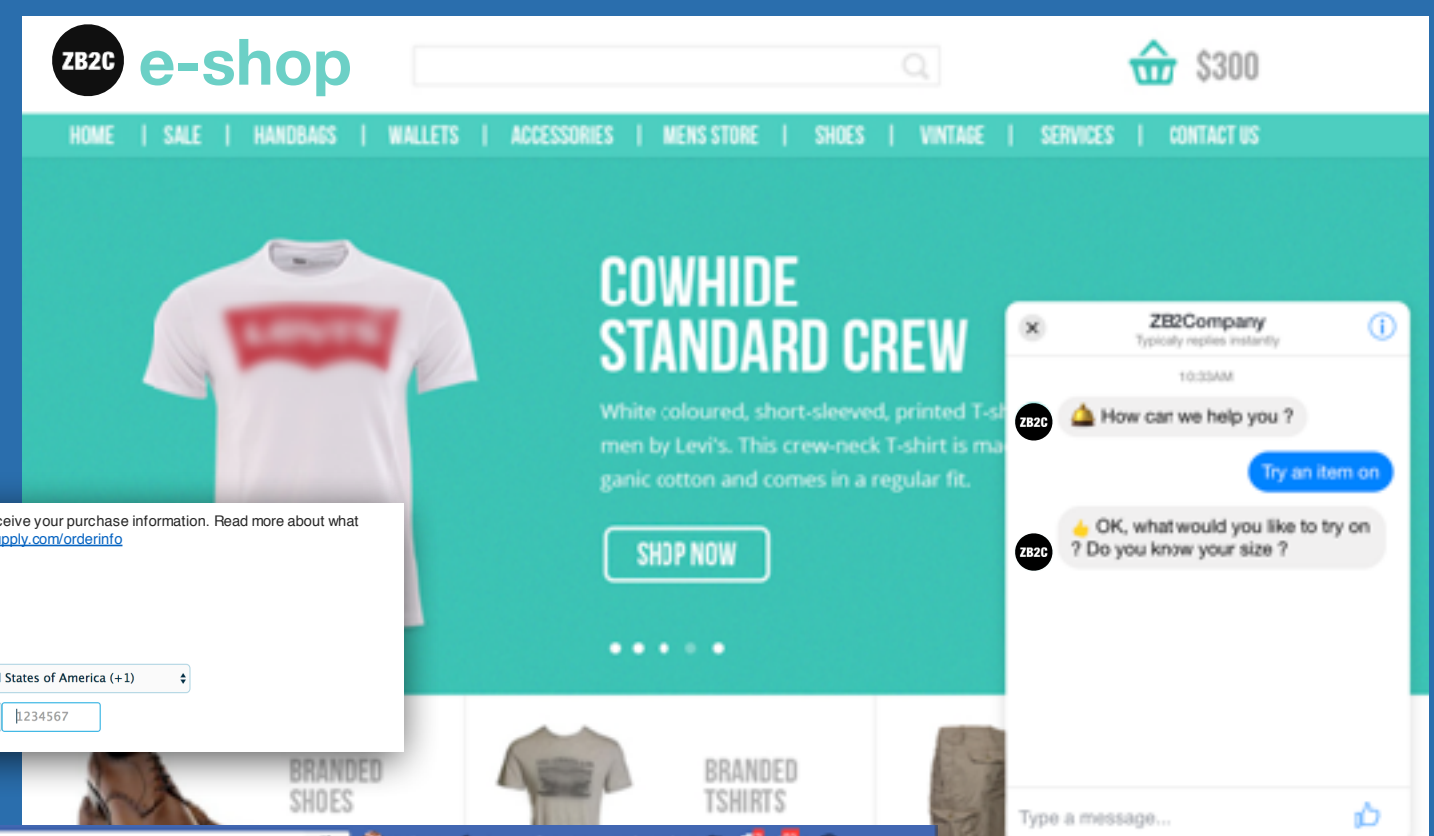 ZB2C e-shop
$300
HOME | SALE | HANDBAGS | WALLETS | ACCESSORIES | MENS STORE | SHOES | VINTAGE | SERVICES | CONTACT US
COWHIDE
STANDARD CREW
White coloured, short-sleeved, printed T-sh
men by Levi's. This crew-neck T-shirt is ma
ganic cotton and comes in a regular fit.
SHOP NOW
ceive your purchase information. Read more about what
upply.com/orderinfo
States of America (+1)
1234567
BRANDED
SHOES
BRANDED
TSHIRTS
ZB2Company
Typically replies instantly
10:33AM
ZB2C
How can we help you ?
Try an item on
ZB2C
OK, what would you like to try on
? Do you know your size ?
Type a message...